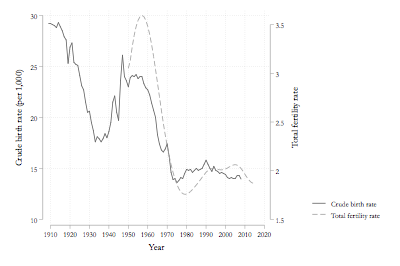 30
25
20
15
10
Crude birth rate (per 1,000)
3.5
3
2.5
2
1.5
Total fertility rate
1910 1920 1930 1940 1950 1960 1970 1980 1990 2000 2010 2020
Year
Crude birth rate
Total fertility rate